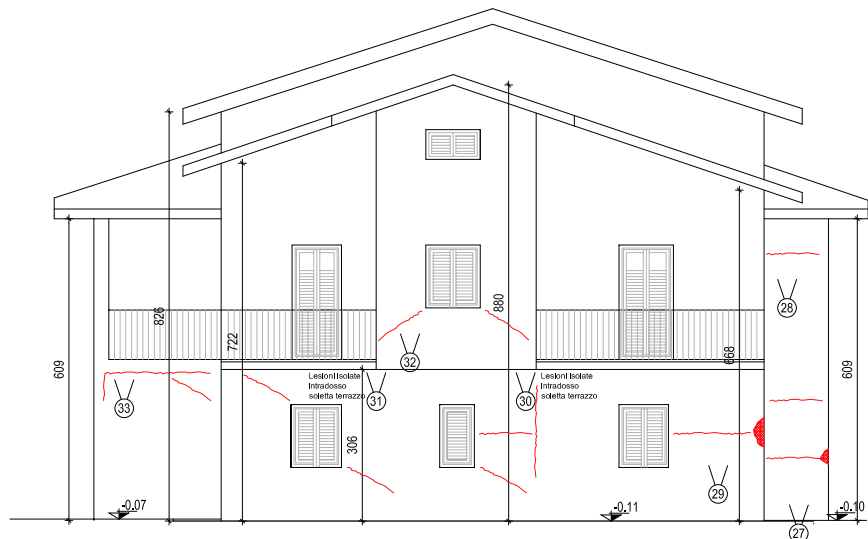 826
880
722
668
609
609
306
28
32
33
31
30
29
27
Lesioni Isolate
Intradosso
soletta terrazzo
Lesioni Isolate
Intradosso
soletta terrazzo
-0.07
-0.11
-0.10